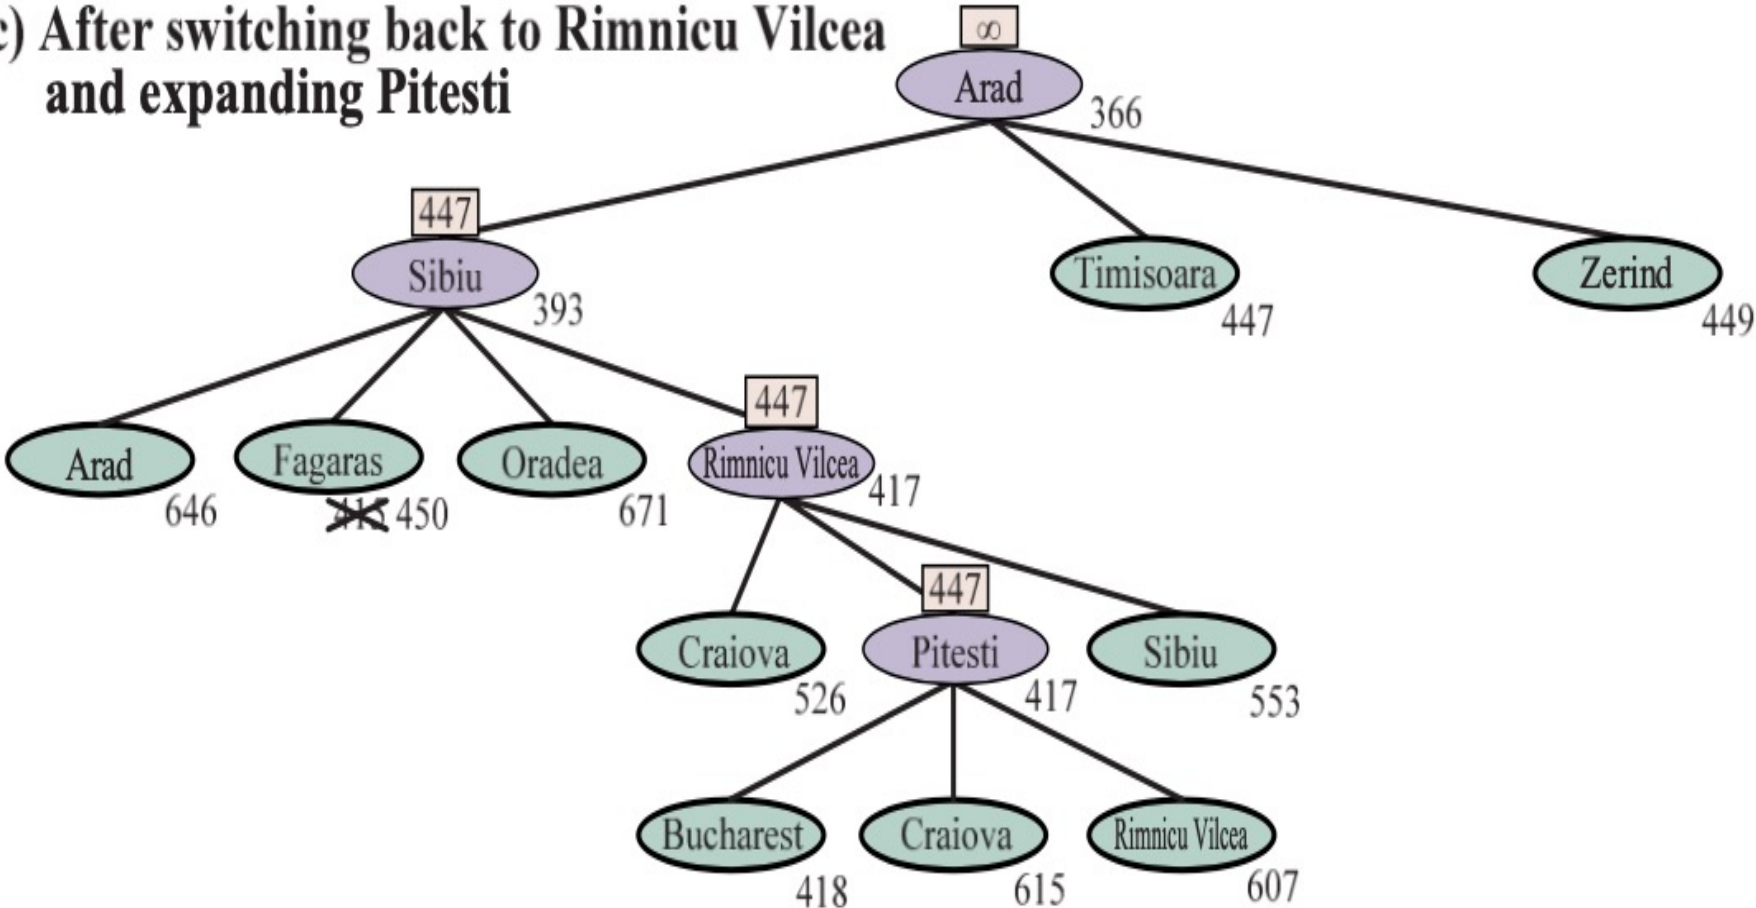 c) After switching back to Rimnicu Vilcea
and expanding Pitesti
∞
Arad
366
447
Sibiu
393
Timisoara
447
Zerind
449
Arad
646
Fagaras
415 450
Oradea
671
447
Rimnicu Vilcea
417
Craiova
526
447
Pitesti
417
Sibiu
553
Bucharest
418
Craiova
615
Rimnicu Vilcea
607